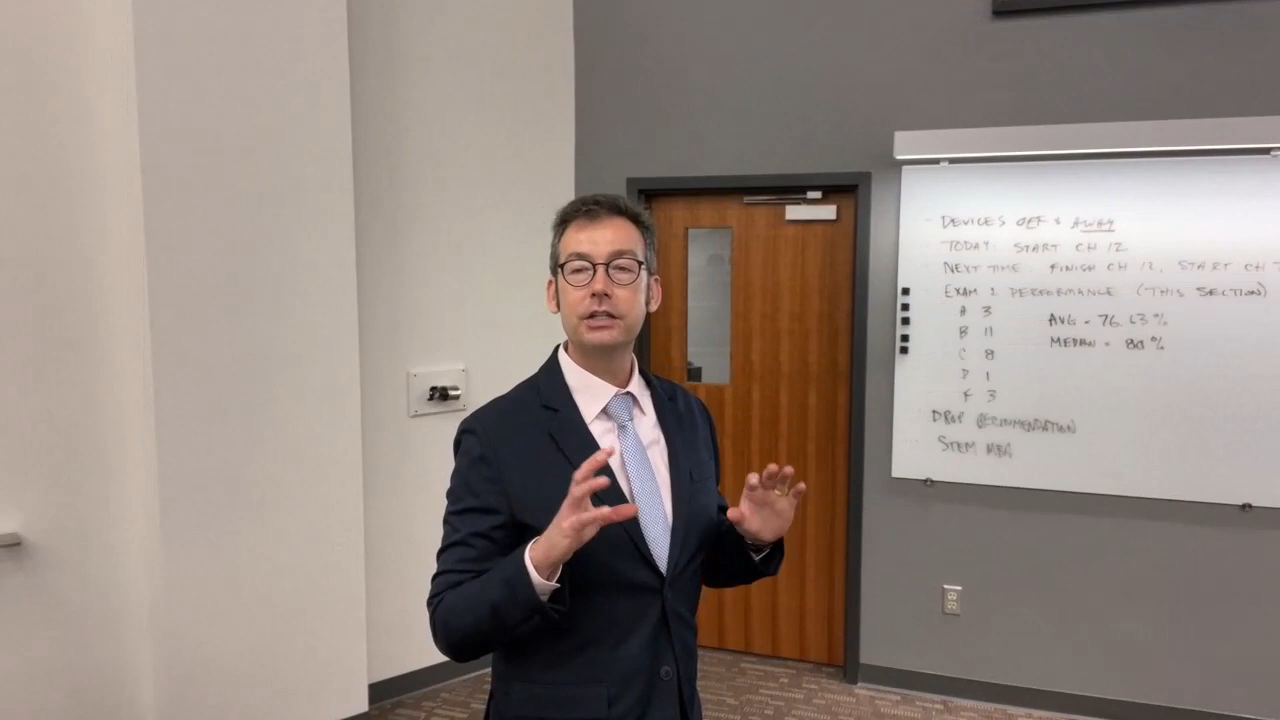 DEVICES OFF & AWAY
TODAY: START CH 12
NEXT TIME: FINISH CH 12, START CH
EXAM 1 PERFORMANCE (THIS SECTION)
A 3 AVG = 76.63%
B 11 MEDIAN = 80%
C 8
D 1
F 3
DROP RECOMMENDATION
STEM MBA